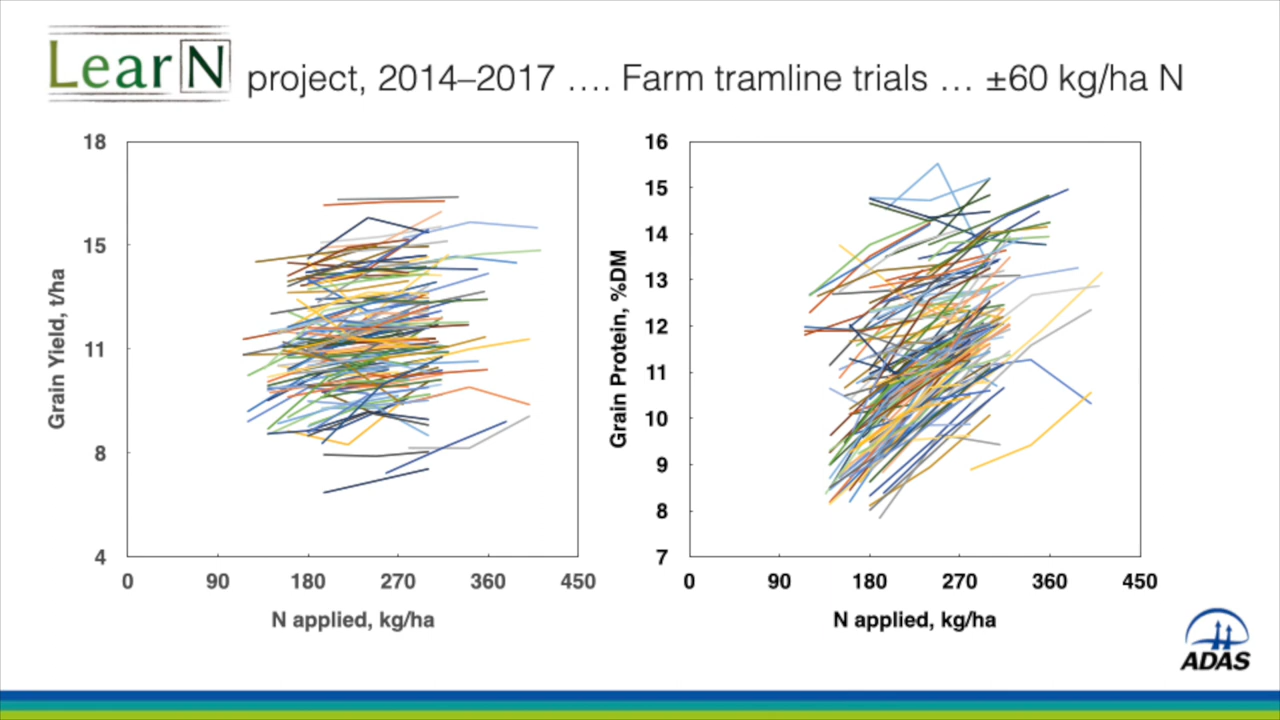 LearN project, 2014–2017 …. Farm tramline trials … ±60 kg/ha N
18
15
11
8
4
Grain Yield, t/ha
0 90 180 270 360 450
N applied, kg/ha
16
15
14
13
12
11
10
9
8
7
Grain Protein, %DM
0 90 180 270 360 450
N applied, kg/ha
ADAS